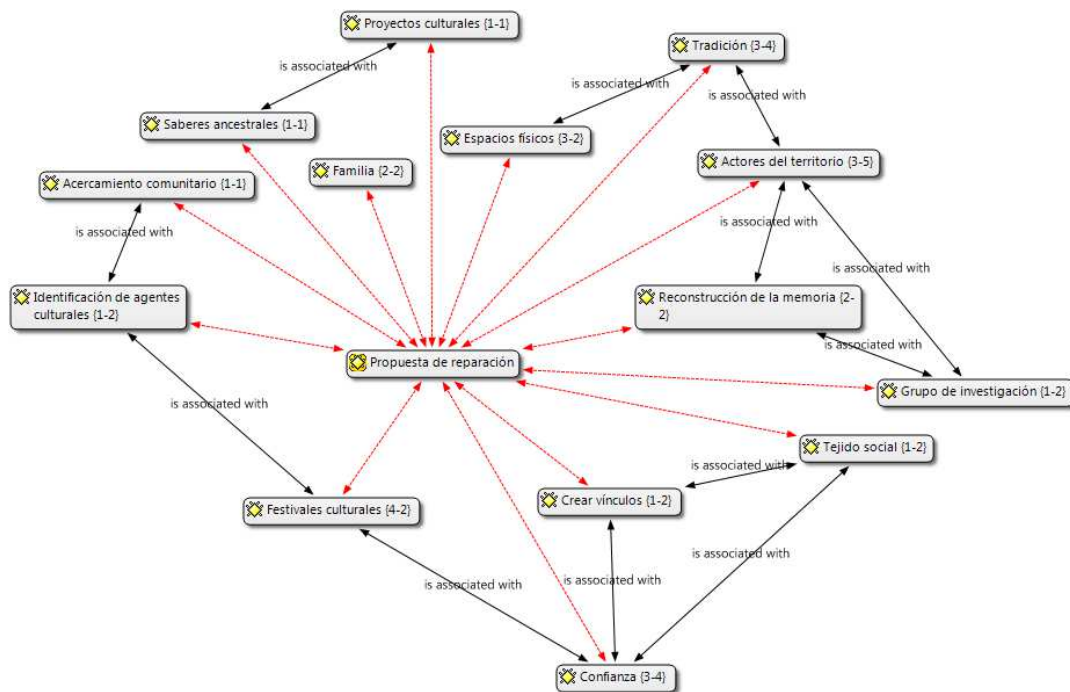 Proyectos culturales {1-1}
Tradición {3-4}
is associated with
is associated with
is associated with
Saberes ancestrales {1-1}
Espacios físicos {3-2}
Familia {2-2}
Actores del territorio {3-5}
Acercamiento comunitario {1-1}
is associated with
is associated with
is associated with
Identificación de agentes
culturales {1-2}
Reconstrucción de la memoria {2-
2}
is associated with
Propuesta de reparación
Grupo de investigación {1-2}
is associated with
Tejido social {1-2}
is associated with
Festivales culturales {4-2}
Crear vínculos {1-2}
is associated with
is associated with
is associated with
Confianza {3-4}